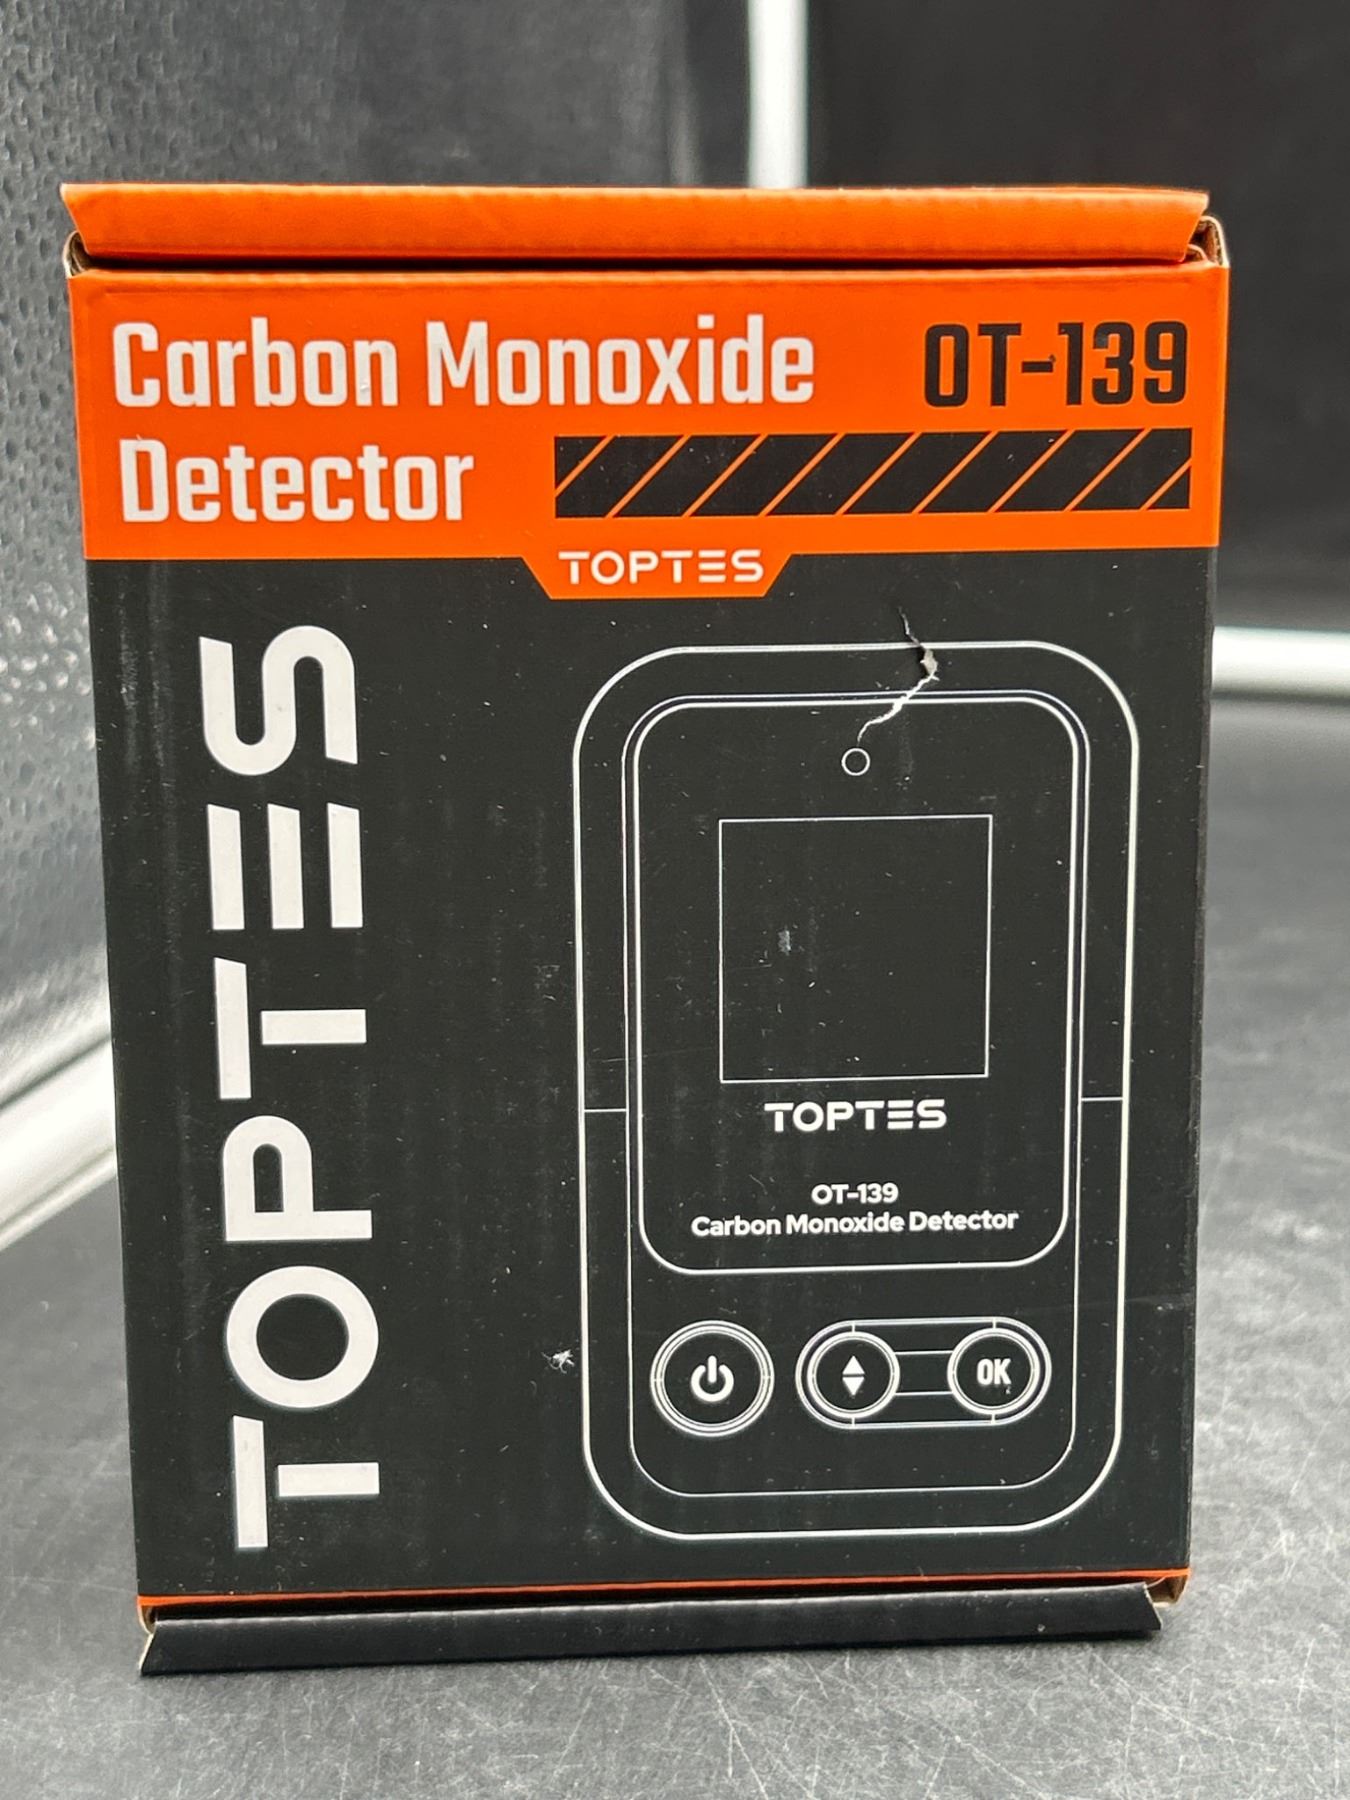 Carbon Monoxide
Detector
OT-139
TOPTES
TOPTES
TOPTES
OT-139
Carbon Monoxide Detector
OK